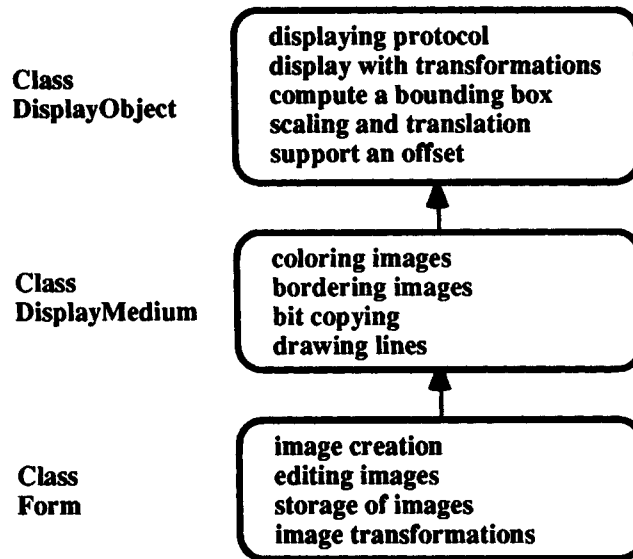 Class
DisplayObject
displaying protocol
display with transformations
compute a bounding box
scaling and translation
support an offset
Class
DisplayMedium
coloring images
bordering images
bit copying
drawing lines
Class
Form
image creation
editing images
storage of images
image transformations